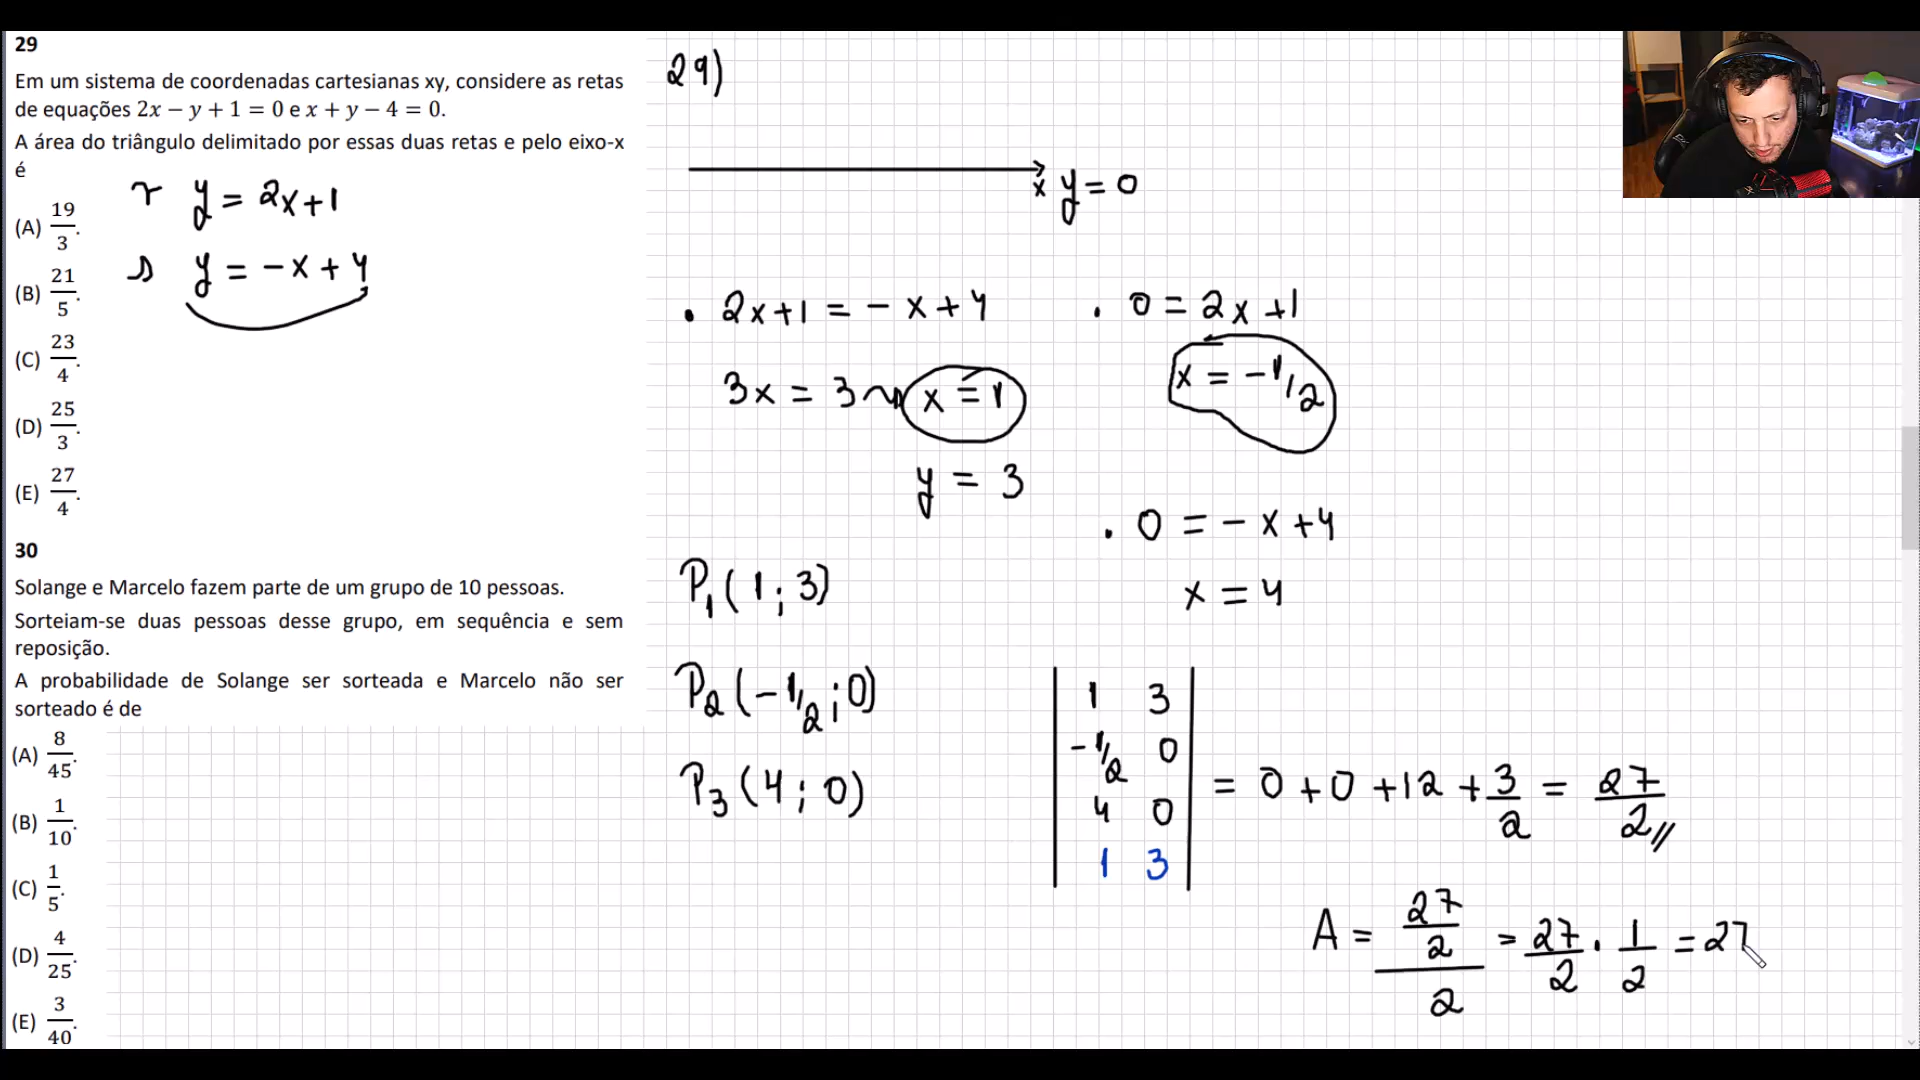 29
Em um sistema de coordenadas cartesianas xy, considere as retas
de equações 2x − y + 1 = 0 e x + y − 4 = 0.
A área do triângulo delimitado por essas duas retas e pelo eixo-x
é
r y = 2x+1
s y = -x+4
(A) 19/3.
(B) 21/5.
(C) 23/4.
(D) 25/3.
(E) 27/4.
30
Solange e Marcelo fazem parte de um grupo de 10 pessoas.
Sorteiam-se duas pessoas desse grupo, em sequência e sem
reposição.
A probabilidade de Solange ser sorteada e Marcelo não ser
sorteado é de
(A) 8/45.
(B) 1/10.
(C) 1/5.
(D) 4/25.
(E) 3/40.
29)
x y = 0
• 2x+1 = -x+4
3x = 3 x = 1
y = 3
• 0 = 2x+1
x = -1/2
• 0 = -x+4
x = 4
P1(1; 3)
P2(-1/2; 0)
P3(4; 0)
1 3
-1/2 0
4 0
1 3
= 0+0+12+3/2 = 27/2//
A = 27/2/2 = 27/2 . 1/2 = 27